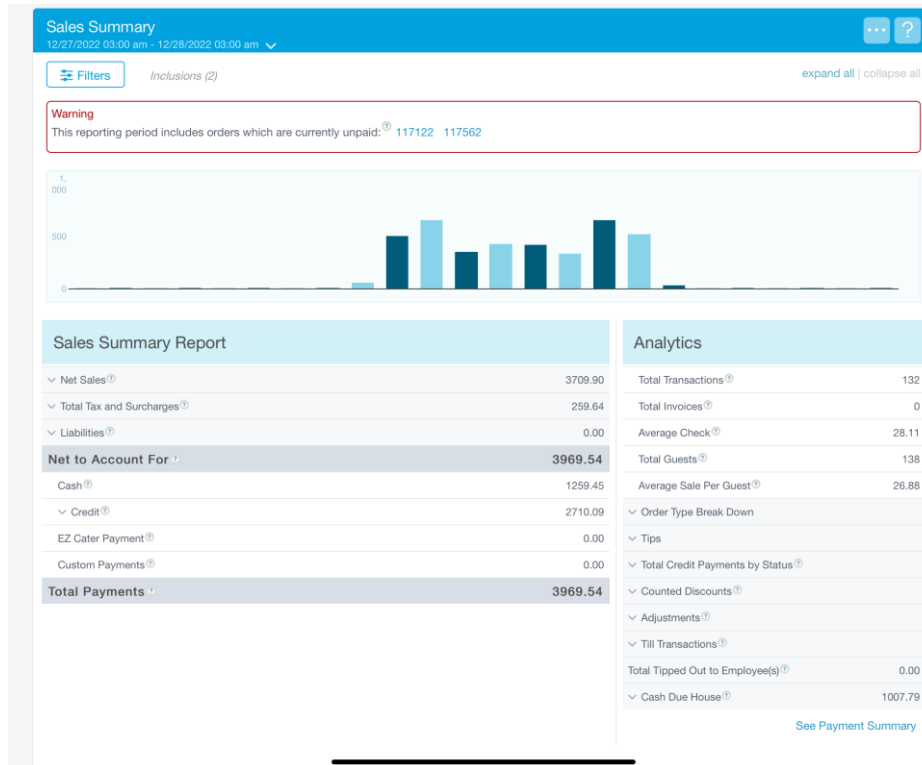 Sales Summary
12/27/2022 03:00 am - 12/28/2022 03:00 am
... ?
Filters Inclusions (2) expand all | collapse all
Warning
This reporting period includes orders which are currently unpaid: ? 117122 117562
1,
000
500
0
Sales Summary Report
Net Sales ? 3709.90
Total Tax and Surcharges ? 259.64
Liabilities ? 0.00
Net to Account For ? 3969.54
Cash ? 1259.45
Credit ? 2710.09
EZ Cater Payment ? 0.00
Custom Payments ? 0.00
Total Payments ? 3969.54
Analytics
Total Transactions ? 132
Total Invoices ? 0
Average Check ? 28.11
Total Guests ? 138
Average Sale Per Guest ? 26.88
Order Type Break Down
Tips
Total Credit Payments by Status ?
Counted Discounts ?
Adjustments ?
Till Transactions ?
Total Tipped Out to Employee(s) ? 0.00
Cash Due House ? 1007.79
See Payment Summary